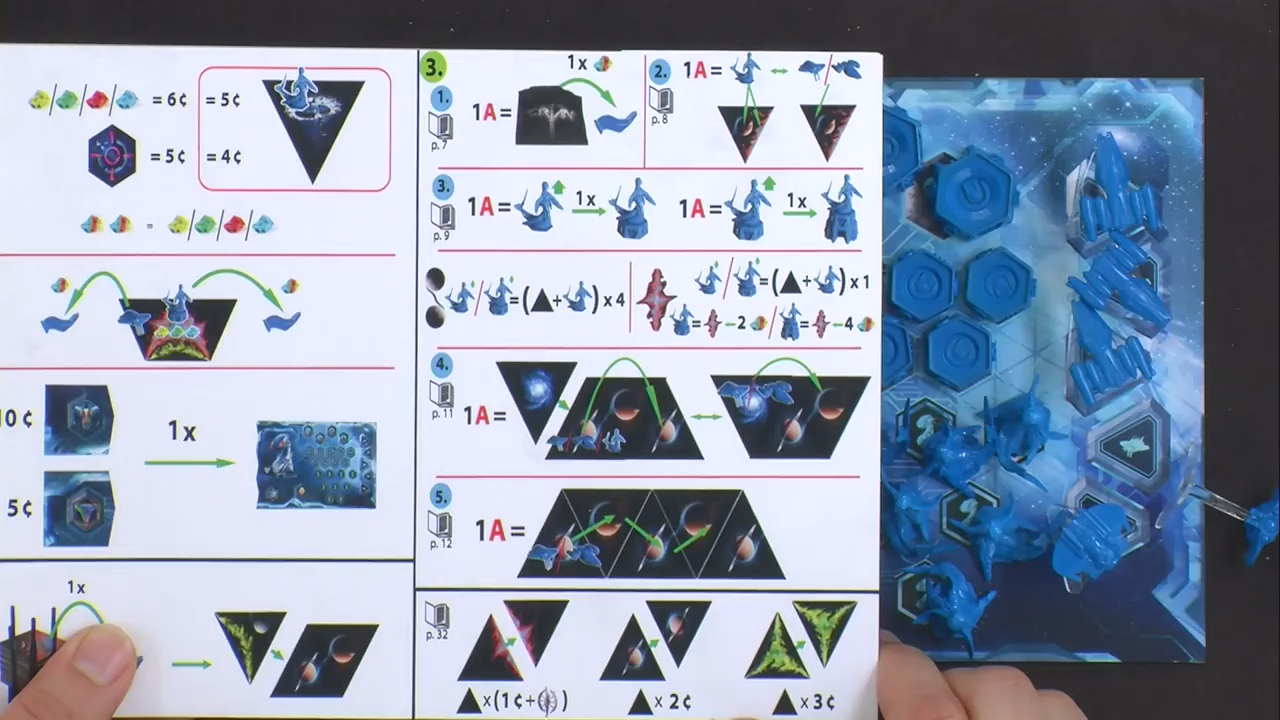 = 6¢ = 5¢
= 5¢ = 4¢
=
10 ¢
1x
5¢
1x
3.
1.
p.7
1A=
1x
2.
p.8
1A=
3.
p.9
1A=
1x
1A=
1x
/ = ( + ) x 4
/ = ( + ) x 1
= 2 / = 4
4.
p.11
1A=
5.
p.12
1A=
p.32
x(1¢+ )
x 2¢
x 3¢